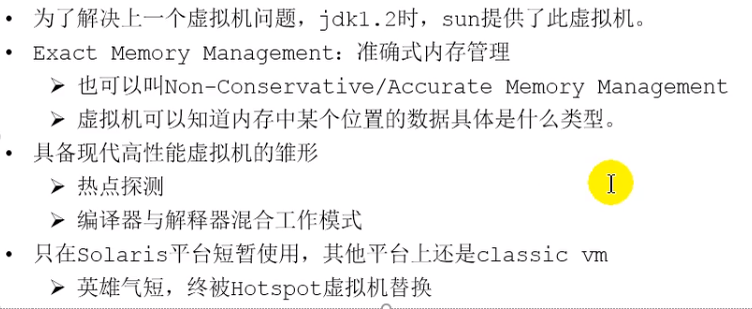 • 为了解决上一个虚拟机问题，jdk1.2时，sun提供了此虚拟机。
• Exact Memory Management：准确式内存管理
➢ 也可以叫Non-Conservative/Accurate Memory Management
➢ 虚拟机可以知道内存中某个位置的数据具体是什么类型。
• 具备现代高性能虚拟机的雏形
➢ 热点探测
➢ 编译器与解释器混合工作模式
• 只在Solaris平台短暂使用，其他平台上还是classic vm
➢ 英雄气短，终被Hotspot虚拟机替换